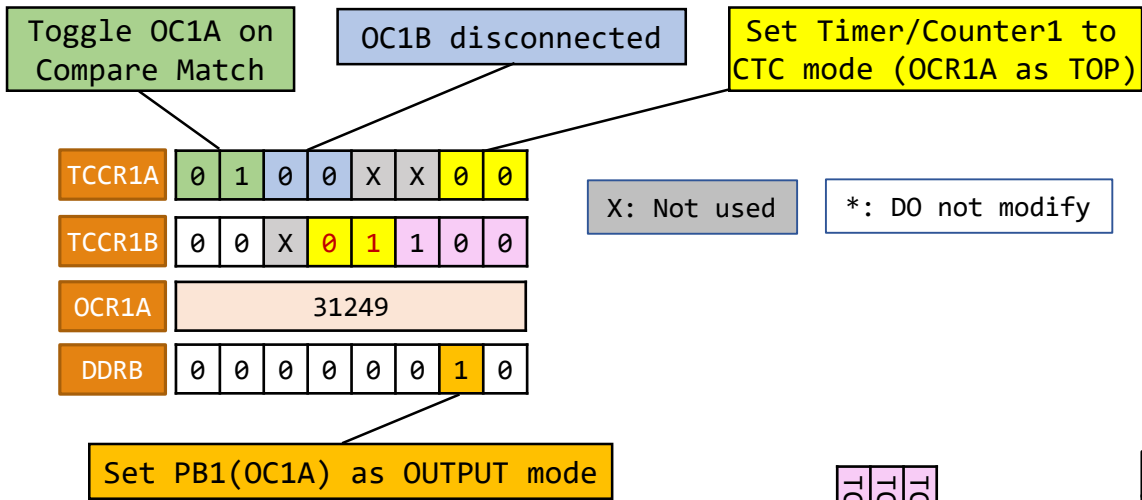 Toggle OC1A on
Compare Match
OC1B disconnected
Set Timer/Counter1 to
CTC mode (OCR1A as TOP)
TCCR1A 0 1 0 0 X X 0 0
X: Not used
*: DO not modify
TCCR1B 0 0 X 0 1 1 0 0
OCR1A 31249
DDRB 0 0 0 0 0 0 1 0
Set PB1(OC1A) as OUTPUT mode